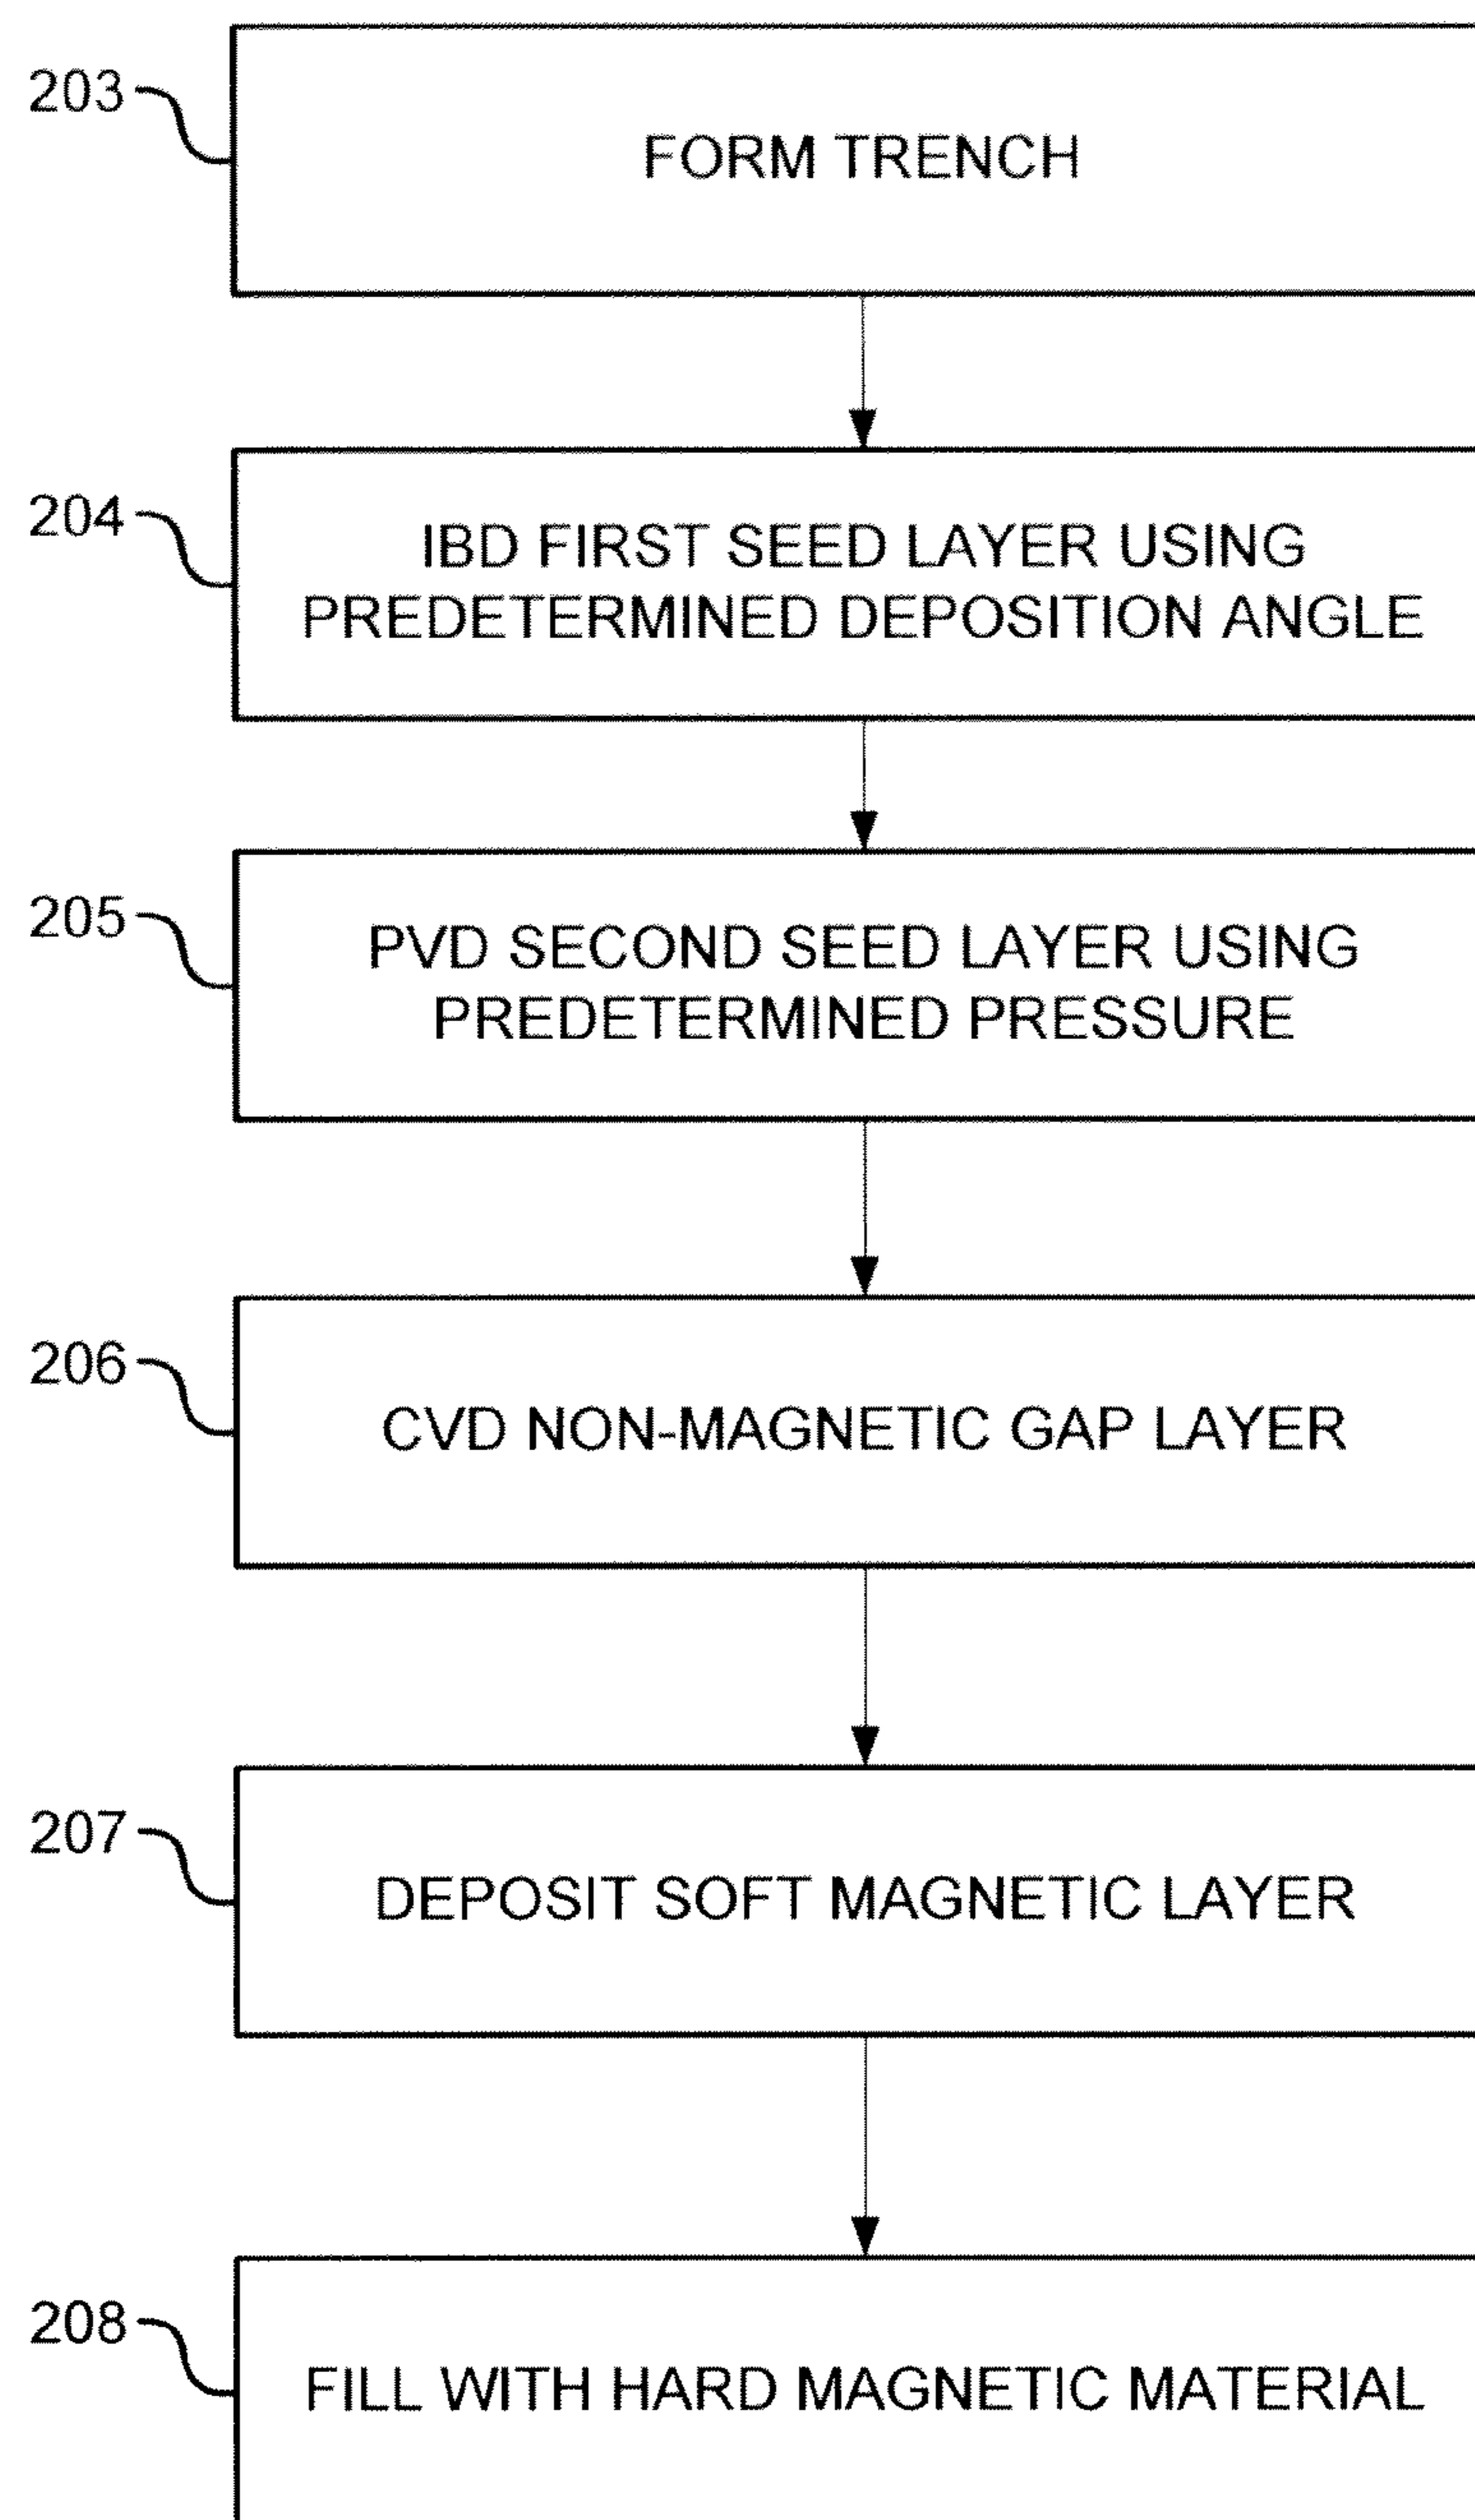 203
FORM TRENCH
204
IBD FIRST SEED LAYER USING
PREDETERMINED DEPOSITION ANGLE
205
PVD SECOND SEED LAYER USING
PREDETERMINED PRESSURE
206
CVD NON-MAGNETIC GAP LAYER
207
DEPOSIT SOFT MAGNETIC LAYER
208
FILL WITH HARD MAGNETIC MATERIAL